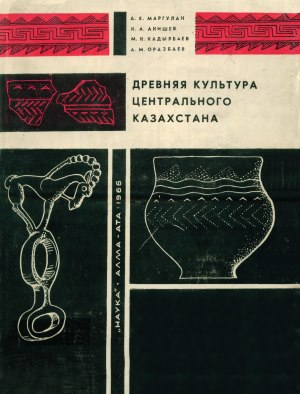 А. Х. МАРГУЛАН
К. А. АКИШЕВ
М. К. КАДЫРБАЕВ
А. М. ОРАЗБАЕВ
ДРЕВНЯЯ КУЛЬТУРА
ЦЕНТРАЛЬНОГО
КАЗАХСТАНА
„НАУКА“ · АЛМА-АТА · 1966